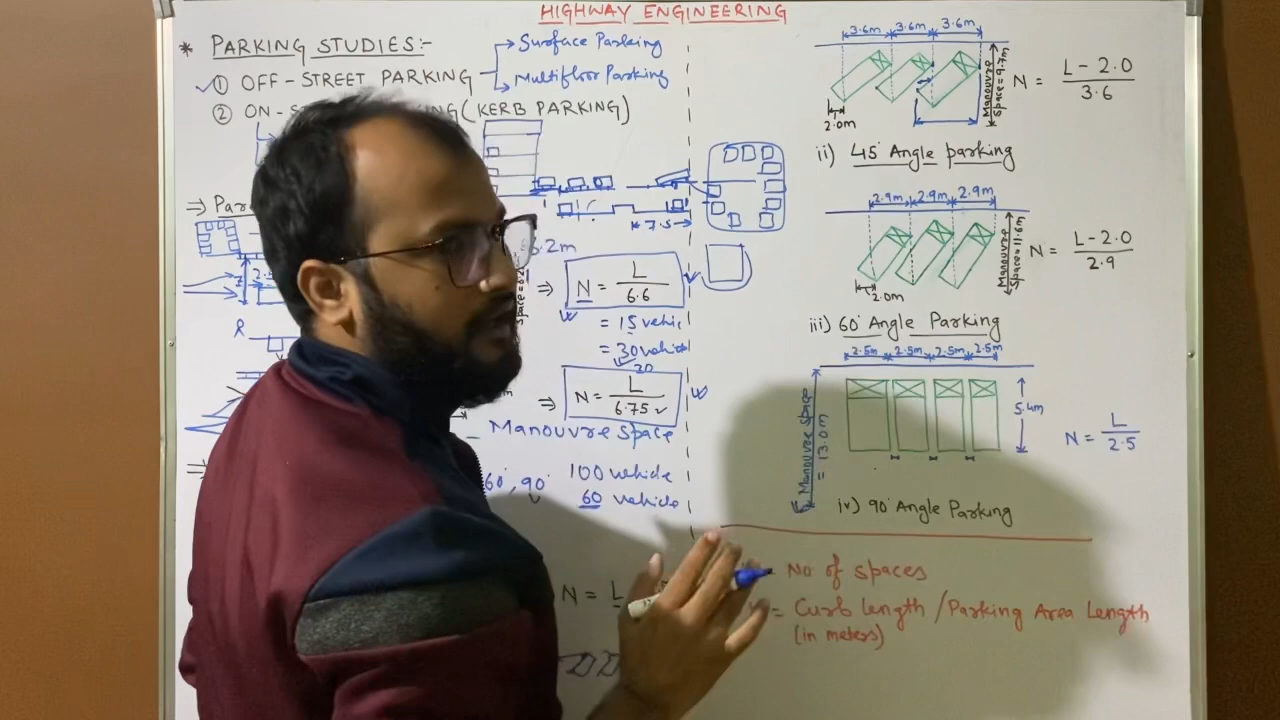 HIGHWAY ENGINEERING
* PARKING STUDIES:-
① OFF-STREET PARKING
Surface Parking
Multifloor Parking
② ON- (KERB PARKING)
⇒
7.5
6.2m
⇒ N = L / 6.6
= 15 vehic
= 30 vehicl
20
⇒ N = L / 6.75
Manouvre Space
60°, 90° 100 vehicle
60 vehicle
N = L
3.6m 3.6m 3.6m
Manouvre Space = 9.7m
2.0m
N = L - 2.0 / 3.6
ii) 45° Angle parking
2.9m 2.9m 2.9m
Manouvre Space = 11.6m
2.0m
N = L - 2.0 / 2.9
iii) 60° Angle Parking
2.5m 2.5m 2.5m 2.5m
Manouvre Space = 13.0m
5.4m
N = L / 2.5
iv) 90° Angle Parking
No of spaces
= Curb length / Parking Area Length
(in meters)